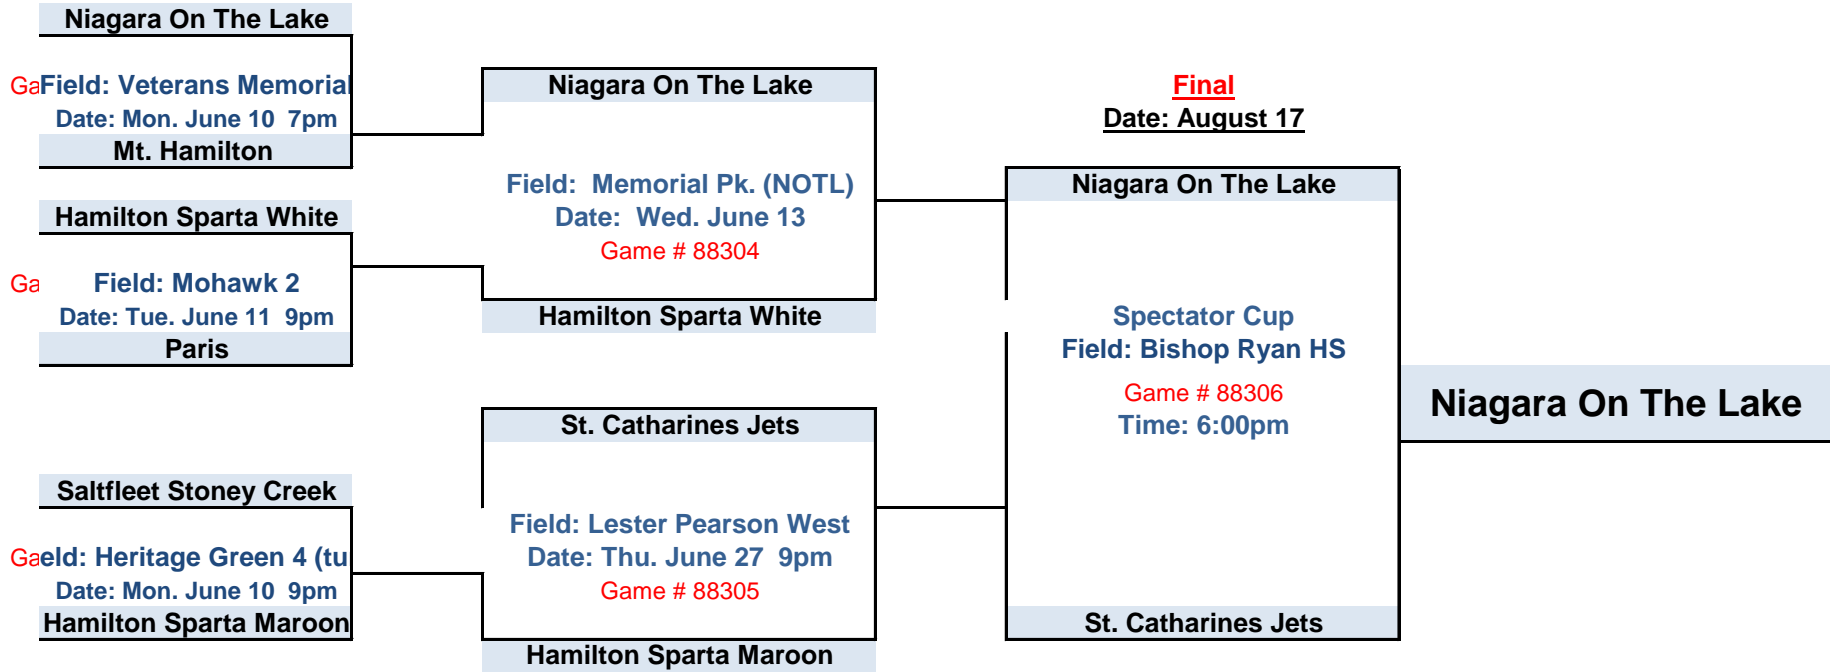 Niagara On The Lake
Ga Field: Veterans Memorial
Date: Mon. June 10 7pm
Mt. Hamilton
Hamilton Sparta White
Ga Field: Mohawk 2
Date: Tue. June 11 9pm
Paris
Saltfleet Stoney Creek
Ga eld: Heritage Green 4 (tu
Date: Mon. June 10 9pm
Hamilton Sparta Maroon
Niagara On The Lake
Field: Memorial Pk. (NOTL)
Date: Wed. June 13
Game # 88304
Hamilton Sparta White
St. Catharines Jets
Field: Lester Pearson West
Date: Thu. June 27 9pm
Game # 88305
Hamilton Sparta Maroon
Final
Date: August 17
Niagara On The Lake
Spectator Cup
Field: Bishop Ryan HS
Game # 88306
Time: 6:00pm
St. Catharines Jets
Niagara On The Lake